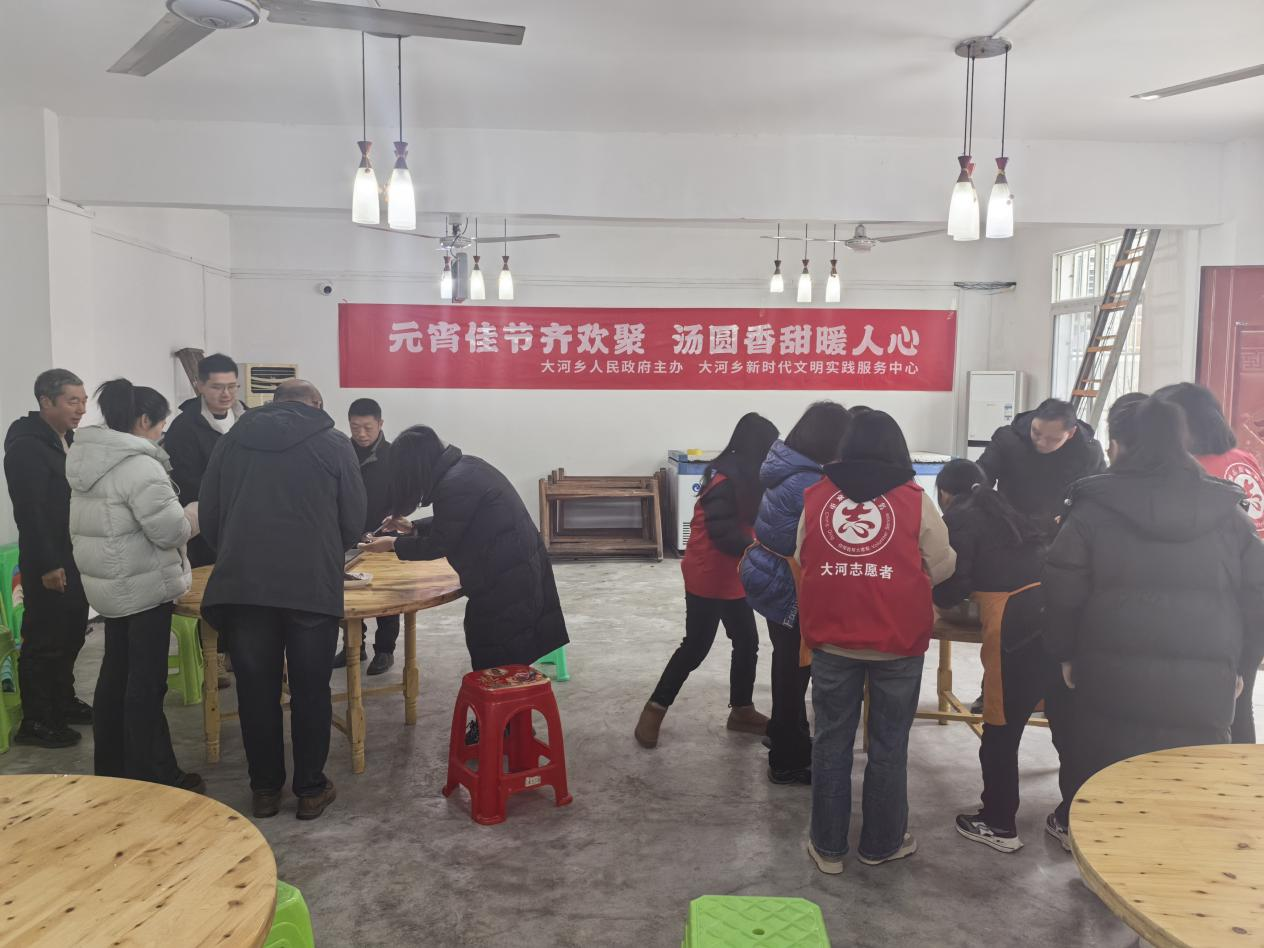 元宵佳节齐欢聚 汤圆香甜暖人心
大河乡人民政府主办 大河乡新时代文明实践服务中心
大河志愿者